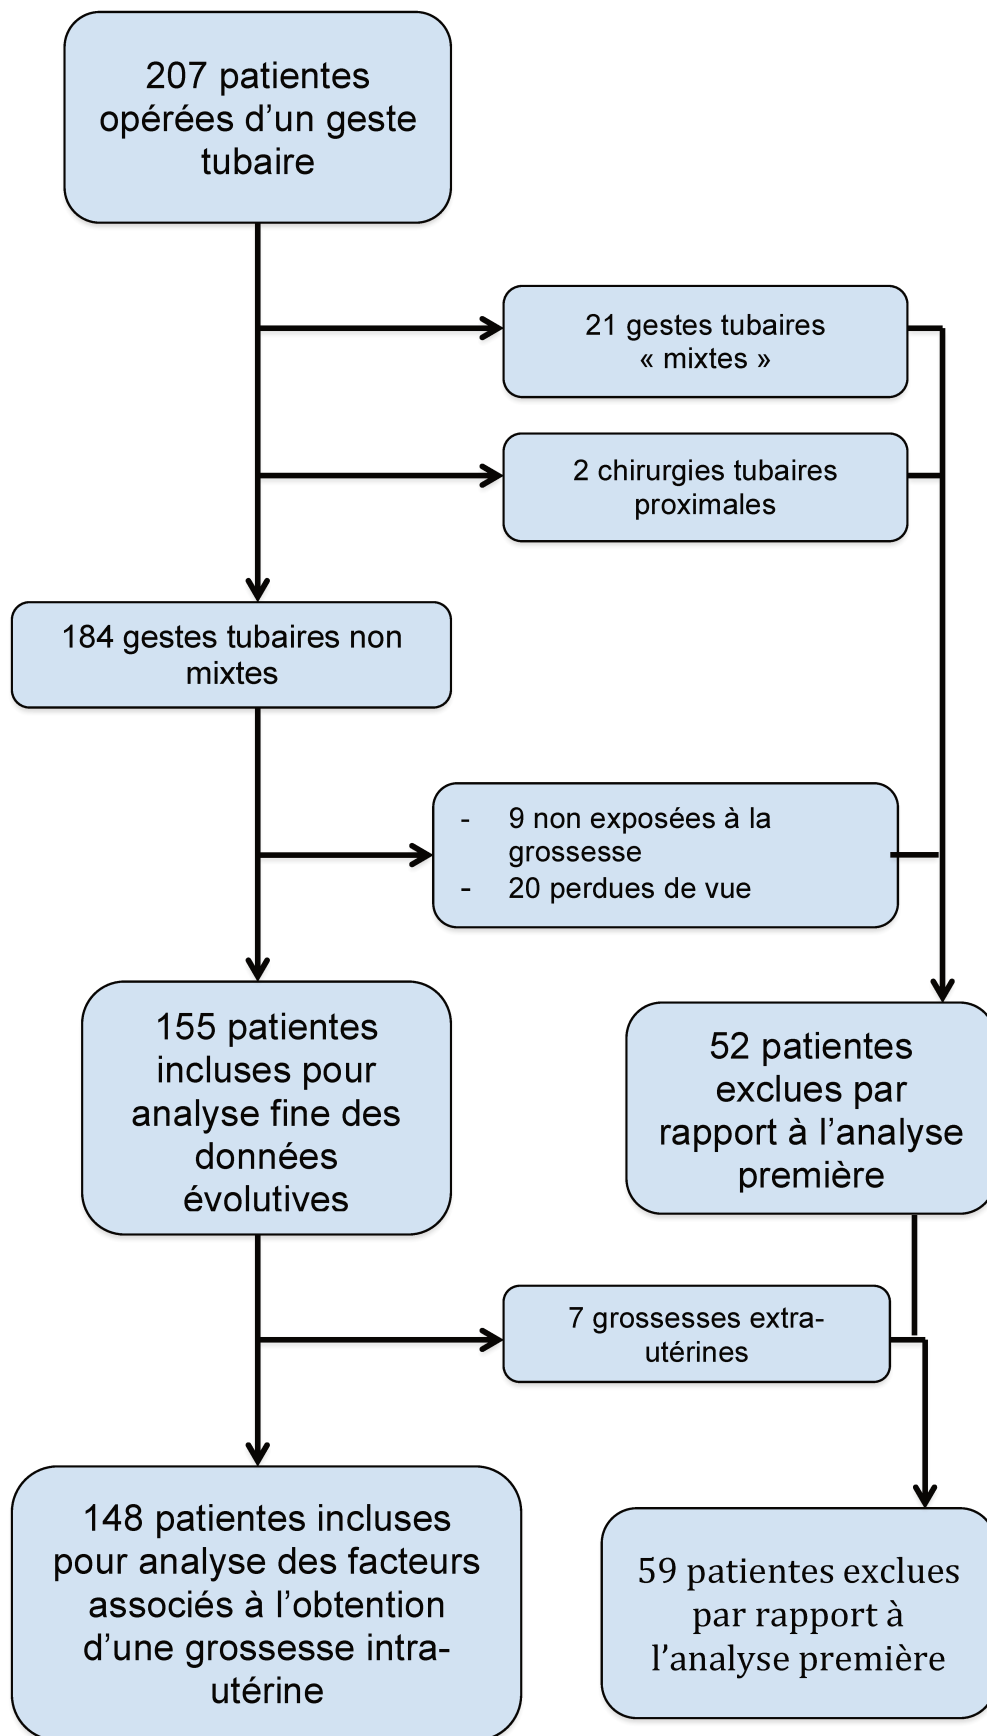 207 patientes
opérées d’un geste
tubaire
21 gestes tubaires
« mixtes »
2 chirurgies tubaires
proximales
184 gestes tubaires non
mixtes
- 9 non exposées à la
grossesse
- 20 perdues de vue
155 patientes
incluses pour
analyse fine des
données
évolutives
52 patientes
exclues par
rapport à l’analyse
première
7 grossesses extra-
utérines
148 patientes incluses
pour analyse des facteurs
associés à l’obtention
d’une grossesse intra-
utérine
59 patientes exclues
par rapport à
l’analyse première